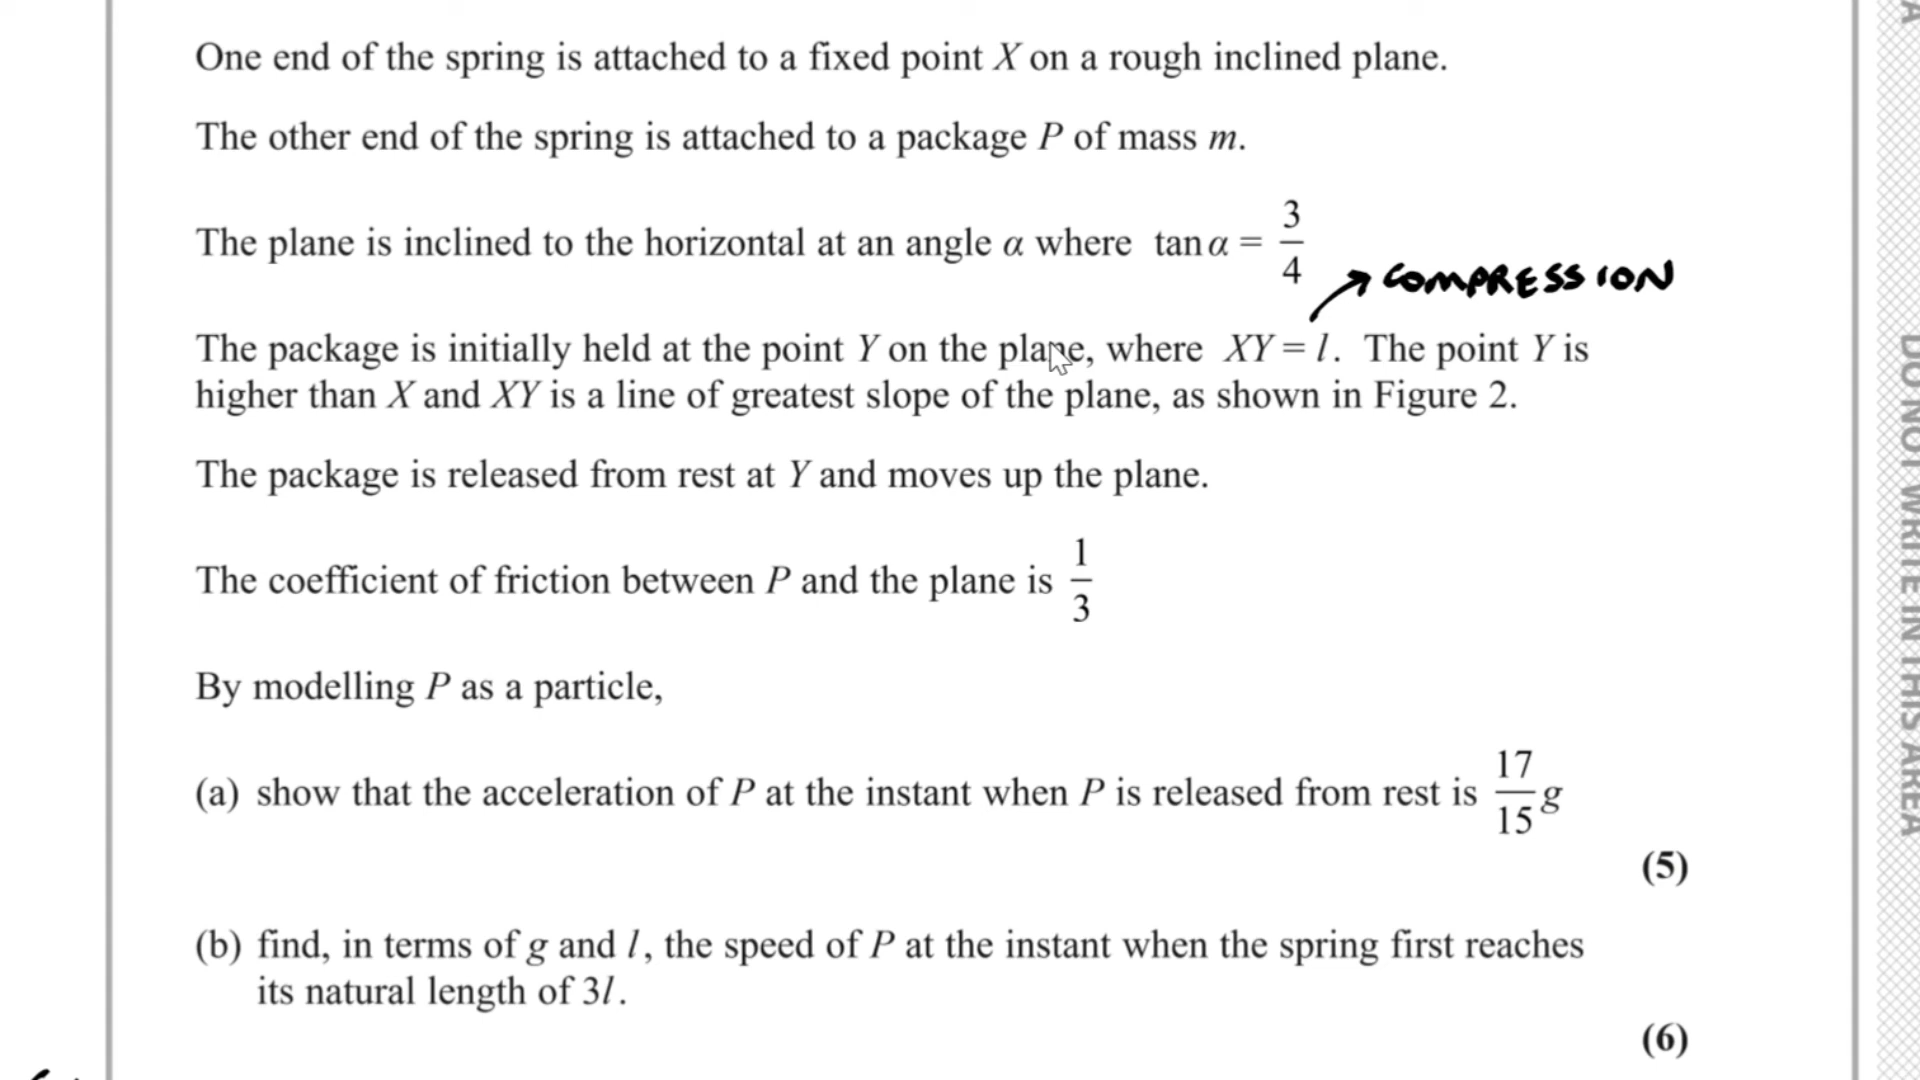 One end of the spring is attached to a fixed point X on a rough inclined plane.
The other end of the spring is attached to a package P of mass m.
The plane is inclined to the horizontal at an angle α where tan α = 3/4
COMPRESSION
The package is initially held at the point Y on the plane, where XY = l. The point Y is
higher than X and XY is a line of greatest slope of the plane, as shown in Figure 2.
The package is released from rest at Y and moves up the plane.
The coefficient of friction between P and the plane is 1/3
By modelling P as a particle,
(a) show that the acceleration of P at the instant when P is released from rest is 17/15 g
(5)
(b) find, in terms of g and l, the speed of P at the instant when the spring first reaches
its natural length of 3l.
(6)
DO NOT WRITE IN THIS AREA